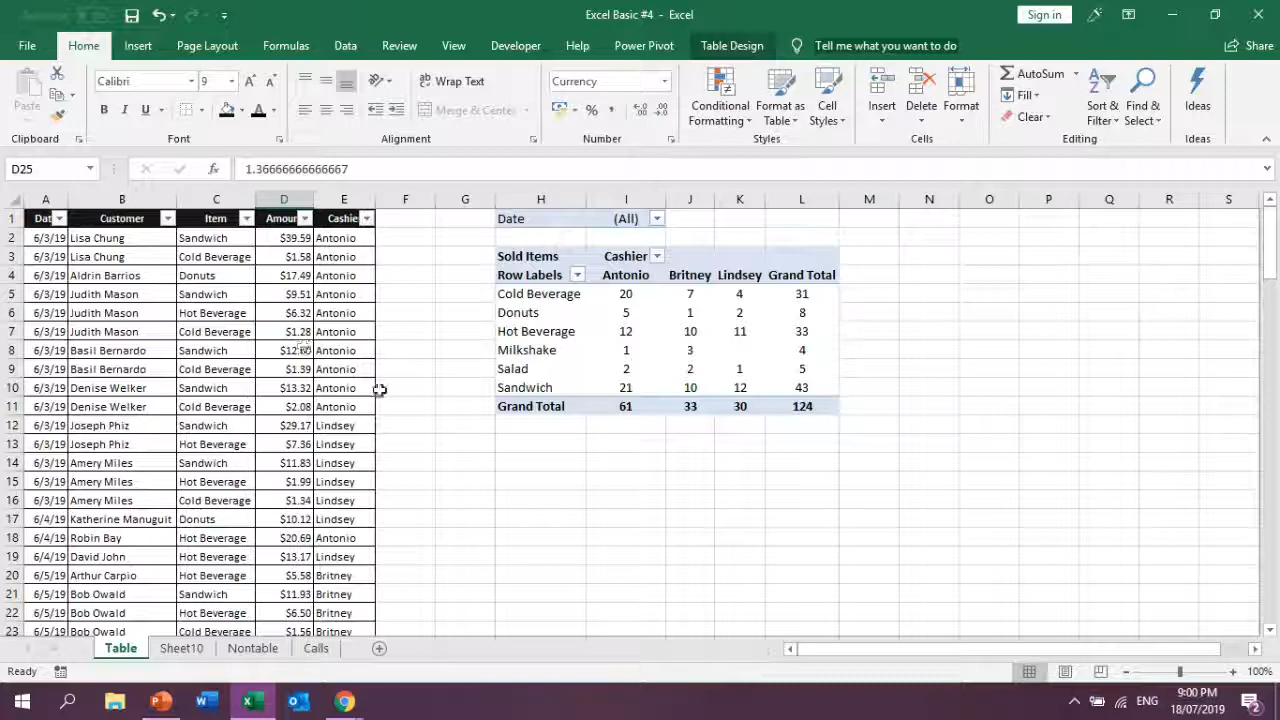 Excel Basic #4 - Excel
Sign in
File Home Insert Page Layout Formulas Data Review View Developer Help Power Pivot Table Design Tell me what you want to do Share
Paste
Calibri 9
Wrap Text
Currency
Conditional Formatting
Format as Table
Cell Styles
Insert
Delete
Format
AutoSum
Fill
Clear
Sort & Filter
Find & Select
Ideas
B I U
Merge & Center
Clipboard Font Alignment Number Styles Cells Editing Ideas
D25 fx 1.36666666666667
A B C D E F G H I J K L M N O P Q R S
1 Dat Customer Item Amour Cashie Date (All)
2 6/3/19 Lisa Chung Sandwich $39.59 Antonio
3 6/3/19 Lisa Chung Cold Beverage $1.58 Antonio Sold Items Cashier
4 6/3/19 Aldrin Barrios Donuts $17.49 Antonio Row Labels Antonio Britney Lindsey Grand Total
5 6/3/19 Judith Mason Sandwich $9.51 Antonio Cold Beverage 20 7 4 31
6 6/3/19 Judith Mason Hot Beverage $6.32 Antonio Donuts 5 1 2 8
7 6/3/19 Judith Mason Cold Beverage $1.28 Antonio Hot Beverage 12 10 11 33
8 6/3/19 Basil Bernardo Sandwich Antonio Milkshake 1 3 4
9 6/3/19 Basil Bernardo Cold Beverage $1.39 Antonio Salad 2 2 1 5
10 6/3/19 Denise Welker Sandwich $13.32 Antonio Sandwich 21 10 12 43
11 6/3/19 Denise Welker Cold Beverage $2.08 Antonio Grand Total 61 33 30 124
12 6/3/19 Joseph Phiz Sandwich $29.17 Lindsey
13 6/3/19 Joseph Phiz Hot Beverage $7.36 Lindsey
14 6/3/19 Amery Miles Sandwich $11.83 Lindsey
15 6/3/19 Amery Miles Hot Beverage $1.99 Lindsey
16 6/3/19 Amery Miles Cold Beverage $1.34 Lindsey
17 6/4/19 Katherine Manuguit Donuts $10.12 Lindsey
18 6/4/19 Robin Bay Hot Beverage $20.69 Antonio
19 6/4/19 David John Hot Beverage $13.17 Lindsey
20 6/5/19 Arthur Carpio Hot Beverage $5.58 Britney
21 6/5/19 Bob Owald Sandwich $11.93 Britney
22 6/5/19 Bob Owald Hot Beverage $6.50 Britney
23 6/5/19 Bob Owald Cold Beverage $1.56 Britney
Table Sheet10 Nontable Calls
Ready 100%
ENG
9:00 PM
18/07/2019
2